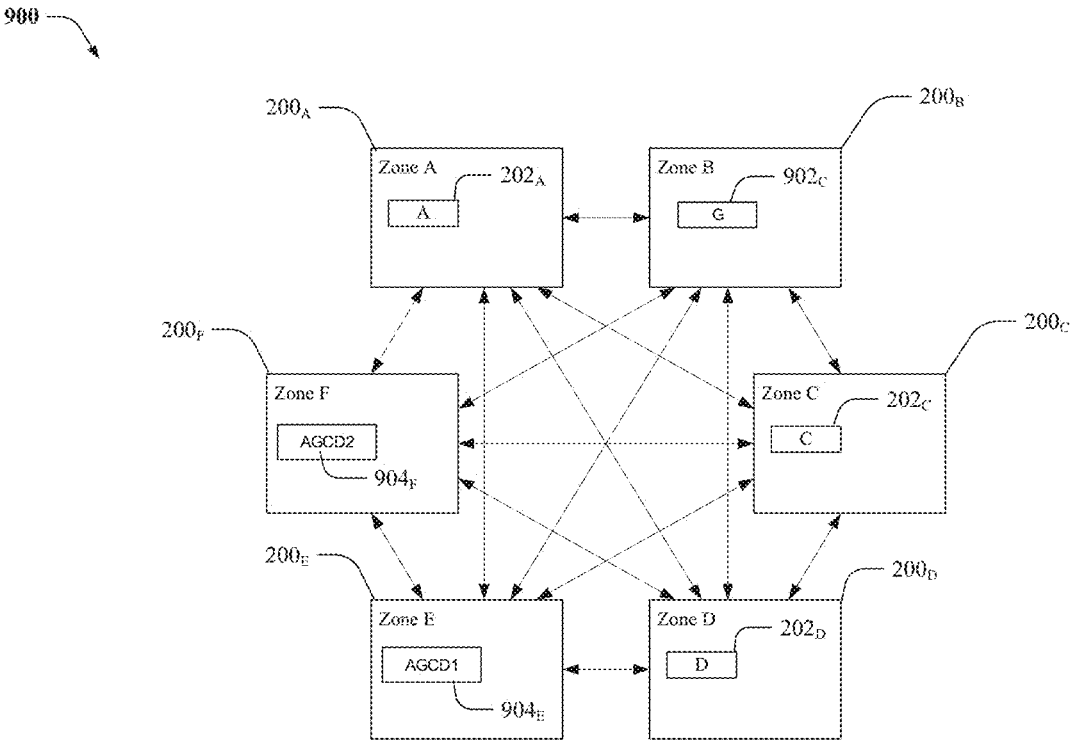 900
200A 200B
Zone A 202A Zone B 902C
A G
200F 200C
Zone F Zone C 202C
AGCD2 C
904F
200E 200D
Zone E Zone D 202D
AGCD1 D
904E